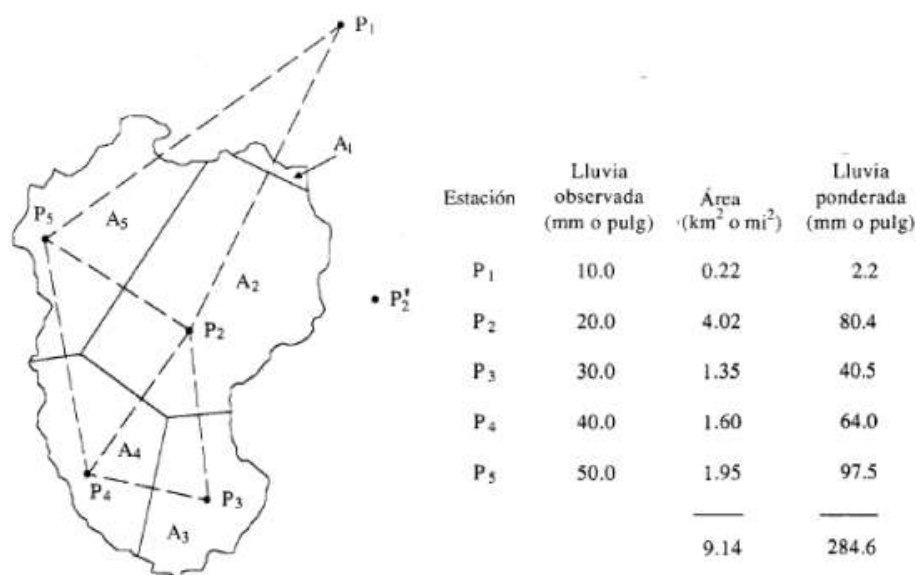 P1
A1
P5
A5
A2
P2'
P2
A4
P4
P3
A3
Estación
Lluvia
observada
(mm o pulg)
Área
(km² o mi²)
Lluvia
ponderada
(mm o pulg)
P1 10.0 0.22 2.2
P2 20.0 4.02 80.4
P3 30.0 1.35 40.5
P4 40.0 1.60 64.0
P5 50.0 1.95 97.5
9.14 284.6